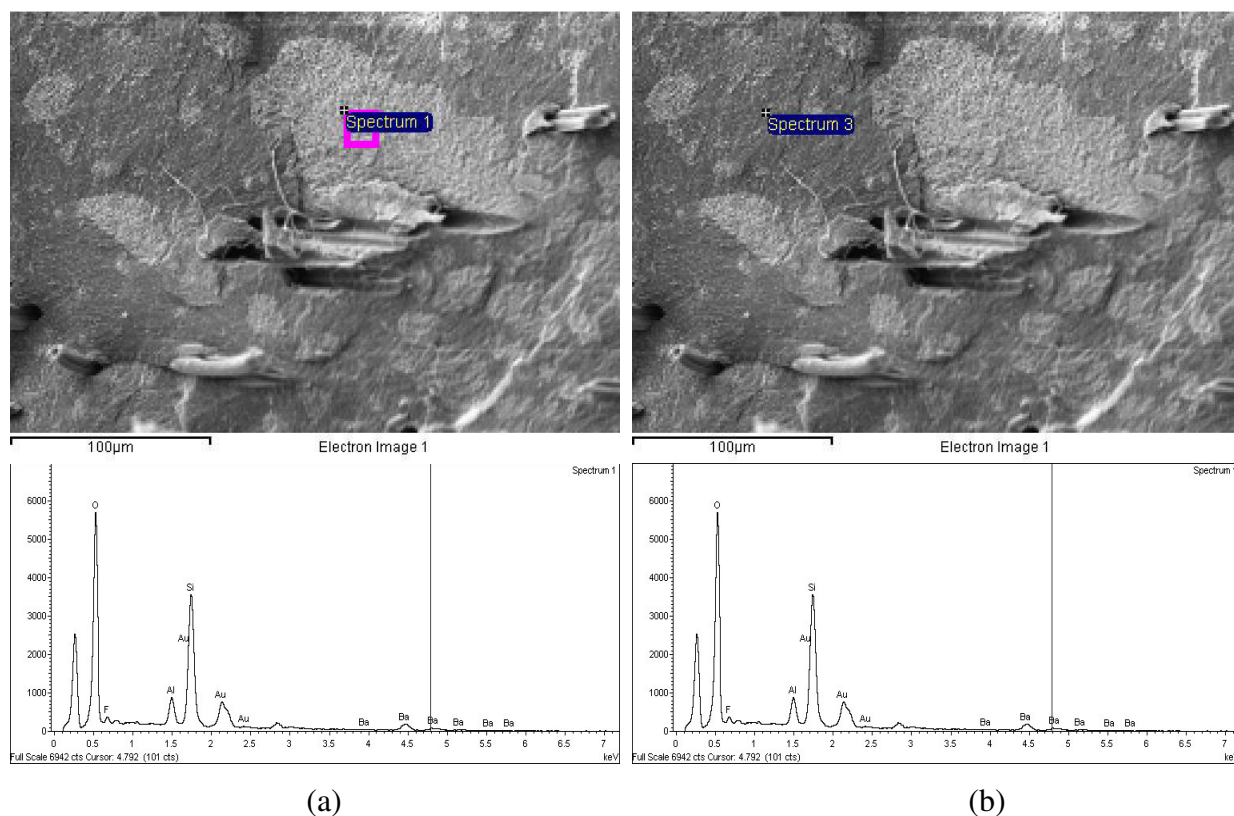 Spectrum 1
Spectrum 3
100μm Electron Image 1
100μm Electron Image 1
Spectrum 1
6000
5000
4000
3000
2000
1000
0
O
F
Al
Au
Si
Au
Au
Ba
Ba
Ba
Ba
Ba
Ba
0 0.5 1 1.5 2 2.5 3 3.5 4 4.5 5 5.5 6 6.5 7
Full Scale 6942 cts Cursor: 4.792 (101 cts)
keV
Spectrum
6000
5000
4000
3000
2000
1000
0
O
F
Al
Au
Si
Au
Au
Ba
Ba
Ba
Ba
Ba
Ba
0 0.5 1 1.5 2 2.5 3 3.5 4 4.5 5 5.5 6 6.5 7
Full Scale 6942 cts Cursor: 4.792 (101 cts)
keV
(a) (b)